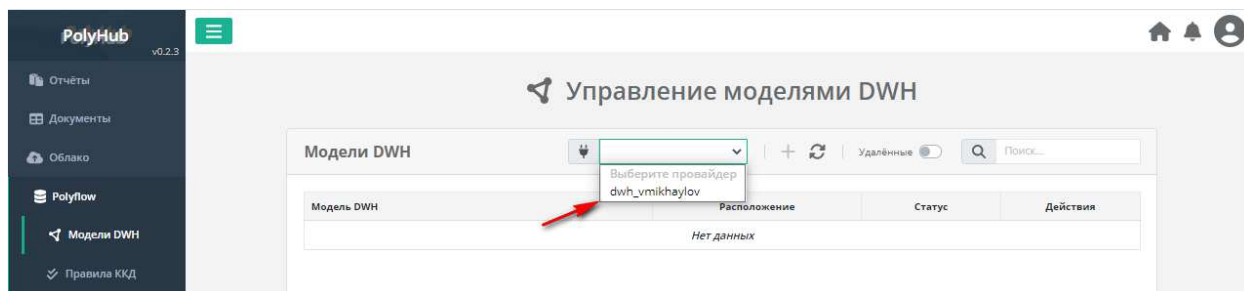 PolyHub
v0.2.3
Отчёты
Документы
Облако
Polyflow
Модели DWH
Правила ККД
Управление моделями DWH
Модели DWH
Удалённые
Поиск...
Выберите провайдер
dwh_vmikhaylov
Модель DWH Расположение Статус Действия
Нет данных